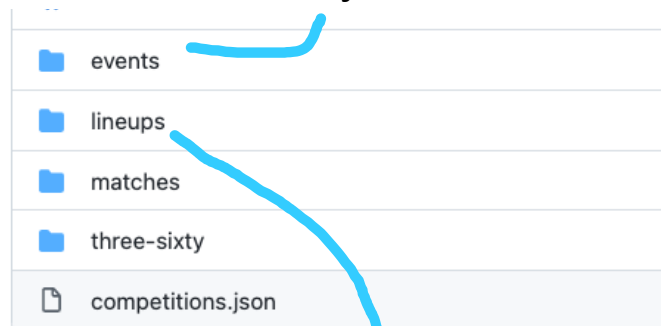 events
lineups
matches
three-sixty
competitions.json